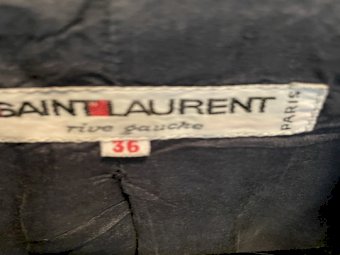 SAINT LAURENT
rive gauche
PARIS
36